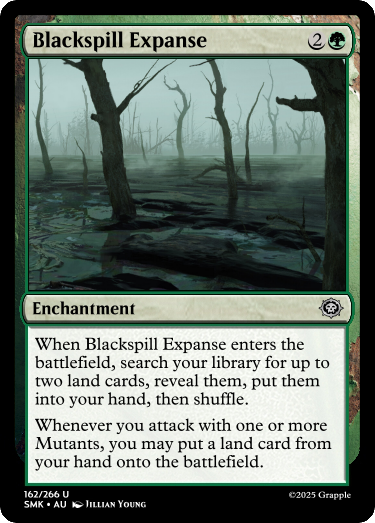 Blackspill Expanse 2
Enchantment
When Blackspill Expanse enters the
battlefield, search your library for up to
two land cards, reveal them, put them
into your hand, then shuffle.
Whenever you attack with one or more
Mutants, you may put a land card from
your hand onto the battlefield.
162/266 U
SMK • AU Jillian Young
©2025 Grapple